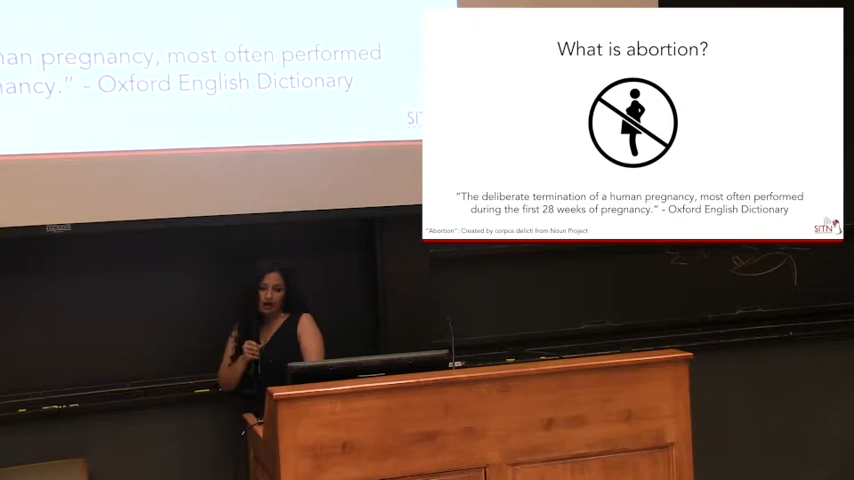 an pregnancy, most often performed
nancy.” - Oxford English Dictionary
SIT
What is abortion?
“The deliberate termination of a human pregnancy, most often performed
during the first 28 weeks of pregnancy.” - Oxford English Dictionary
“Abortion”: Created by corpus delicti from Noun Project
SITN